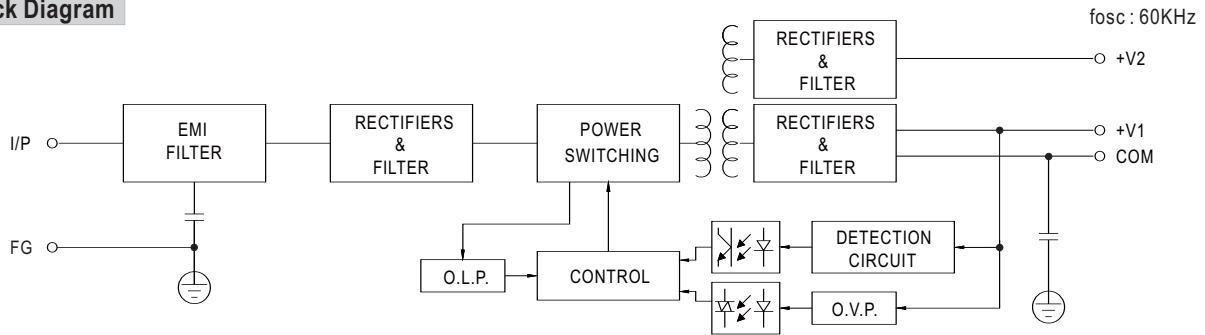 ck Diagram
fosc : 60KHz
RECTIFIERS
&
FILTER
+V2
I/P
EMI
FILTER
RECTIFIERS
&
FILTER
POWER
SWITCHING
RECTIFIERS
&
FILTER
+V1
COM
FG
O.L.P.
CONTROL
DETECTION
CIRCUIT
O.V.P.